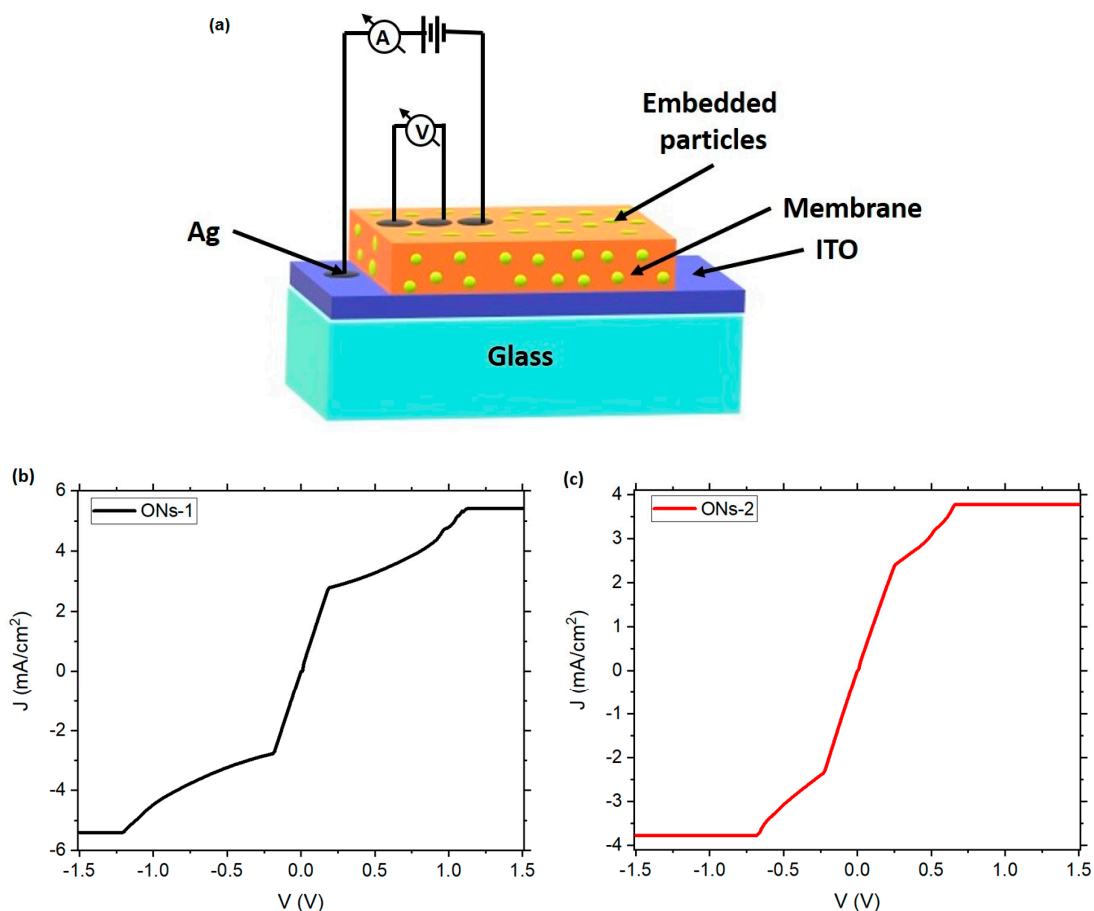 (a)
A
V
Embedded
particles
Membrane
ITO
Ag
Glass
(b)
ONs-1
6
4
2
0
-2
-4
-6
J (mA/cm²)
-1.5 -1.0 -0.5 0.0 0.5 1.0 1.5
V (V)
(c)
ONs-2
4
3
2
1
0
-1
-2
-3
-4
J (mA/cm²)
-1.5 -1.0 -0.5 0.0 0.5 1.0 1.5
V (V)